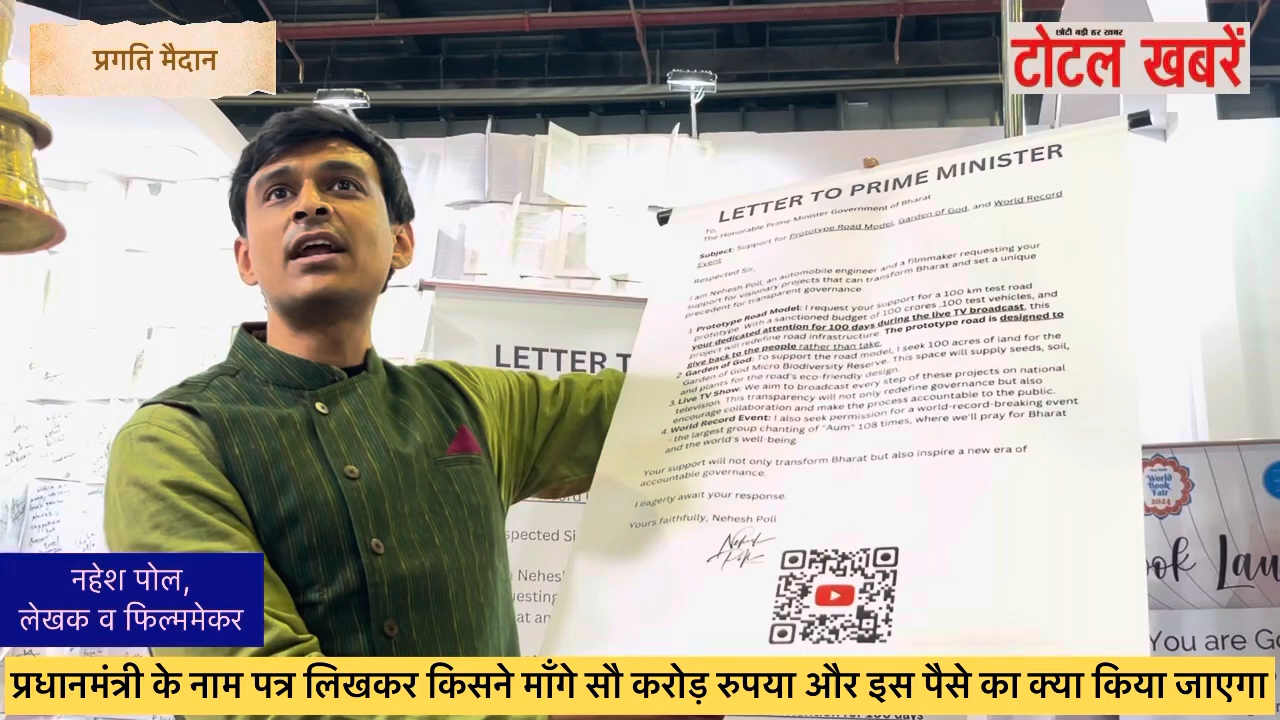 प्रगति मैदान
छोटी बड़ी हर खबर
टोटल खबरें
LETTER TO PRIME MINISTER
To,
The Honorable Prime Minister Government of Bharat
Subject: Support for Prototype Road Model, Garden of God, and World Record
Event
Respected Sir,
I am Nehesh Poll, an automobile engineer and a filmmaker requesting your
support for visionary projects that can transform Bharat and set a unique
precedent for transparent governance.
1. Prototype Road Model: I request your support for a 100 km test road
prototype. With a sanctioned budget of 100 crores ,100 test vehicles, and
your dedicated attention for 100 days during the live TV broadcast, this
project will redefine road infrastructure. The prototype road is designed to
give back to the people rather than take.
2. Garden of God: To support the road model, I seek 100 acres of land for the
Garden of God Micro Biodiversity Reserve. This space will supply seeds, soil,
and plants for the road's eco-friendly design.
3. Live TV Show: We aim to broadcast every step of these projects on national
television. This transparency will not only redefine governance but also
encourage collaboration and make the process accountable to the public.
4. World Record Event: I also seek permission for a world-record-breaking event
- the largest group chanting of "Aum" 108 times, where we'll pray for Bharat
and the world's well-being
Your support will not only transform Bharat but also inspire a new era of
accountable governance.
I eagerly await your response.
Yours faithfully, Nehesh Poll
LETTER T
spected Si
Nehes
uesting
at an
World
Book
Fair
2024
ook Lau
You are Go
नहेश पोल,
लेखक व फिल्ममेकर
प्रधानमंत्री के नाम पत्र लिखकर किसने माँगे सौ करोड़ रुपया और इस पैसे का क्या किया जाएगा